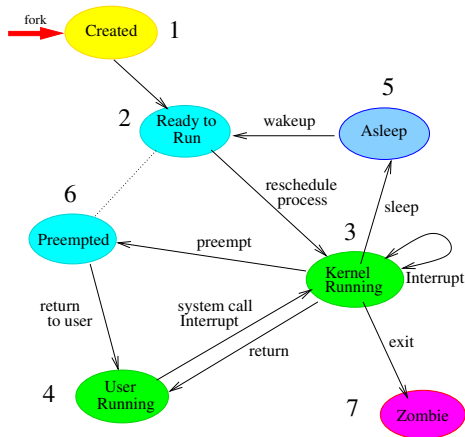 fork
Created
1
2
Ready to
Run
5
Asleep
wakeup
reschedule
process
sleep
6
Preempted
preempt
3
Kernel
Running
Interrupt
return
to user
system call
Interrupt
return
exit
4
User
Running
7
Zombie